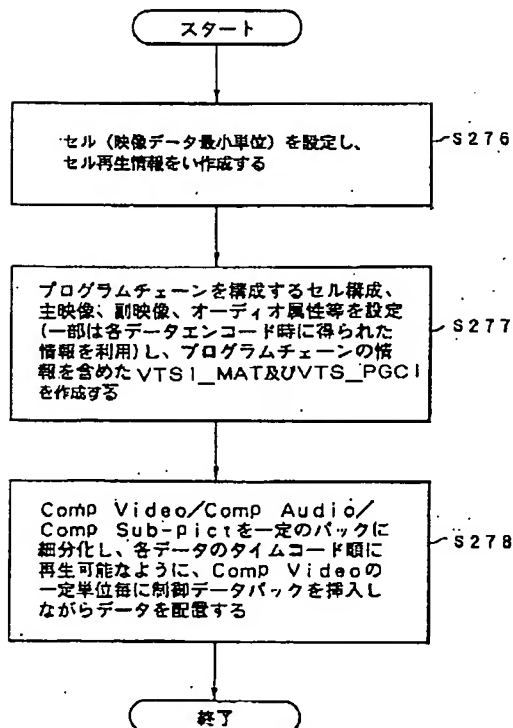 スタート
セル(映像データ最小単位)を設定し、
セル再生情報をい作成する
S276
プログラムチェーンを構成するセル構成、
主映像、副映像、オーディオ属性等を設定
(一部は各データエンコード時に得られた
情報を利用)し、プログラムチェーンの情
報を含めたVTSI_MAT及びVTS_PGCI
を作成する
S277
Comp Video/Comp Audio/
Comp Sub-pictを一定のパックに
細分化し、各データのタイムコード順に
再生可能なように、Comp Videoの
一定単位毎に制御データパックを挿入し
ながらデータを配置する
S278
終了